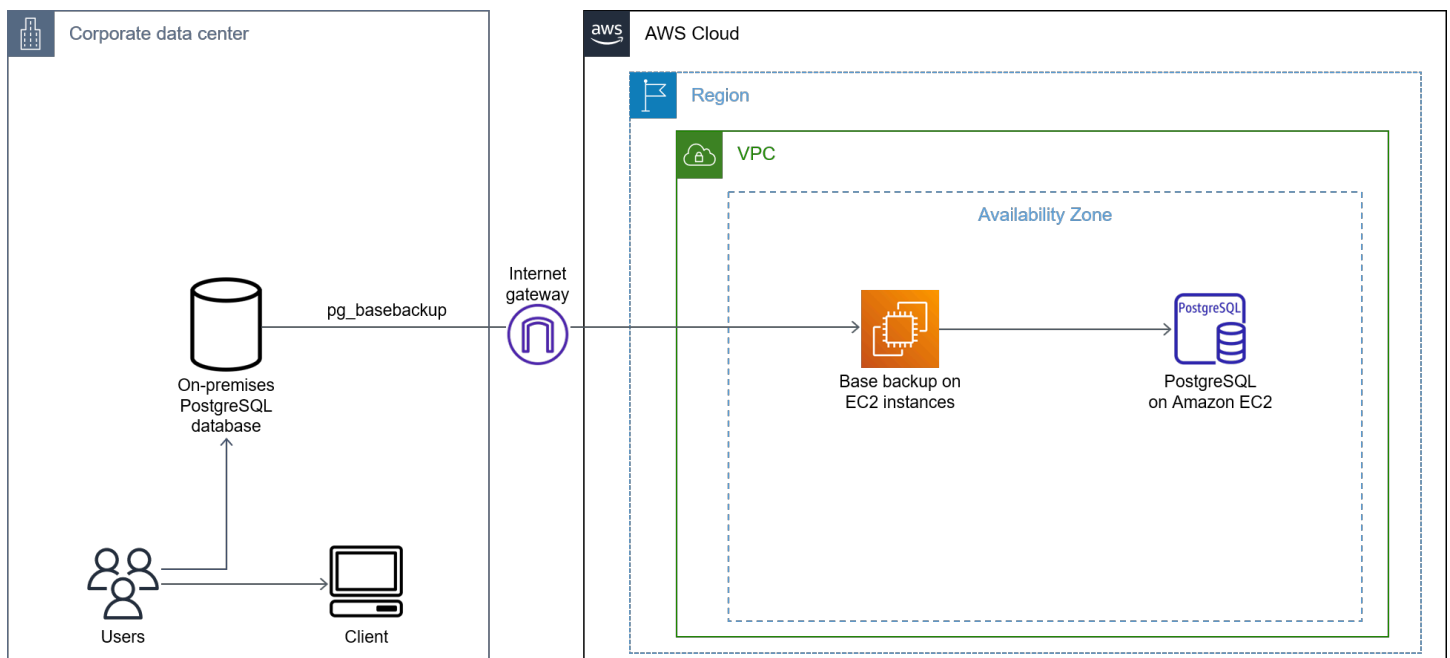 Corporate data center
aws
AWS Cloud
Region
VPC
Availability Zone
Internet
gateway
pg_basebackup
PostgreSQL
On-premises
PostgreSQL
database
Base backup on
EC2 instances
PostgreSQL
on Amazon EC2
Users
Client